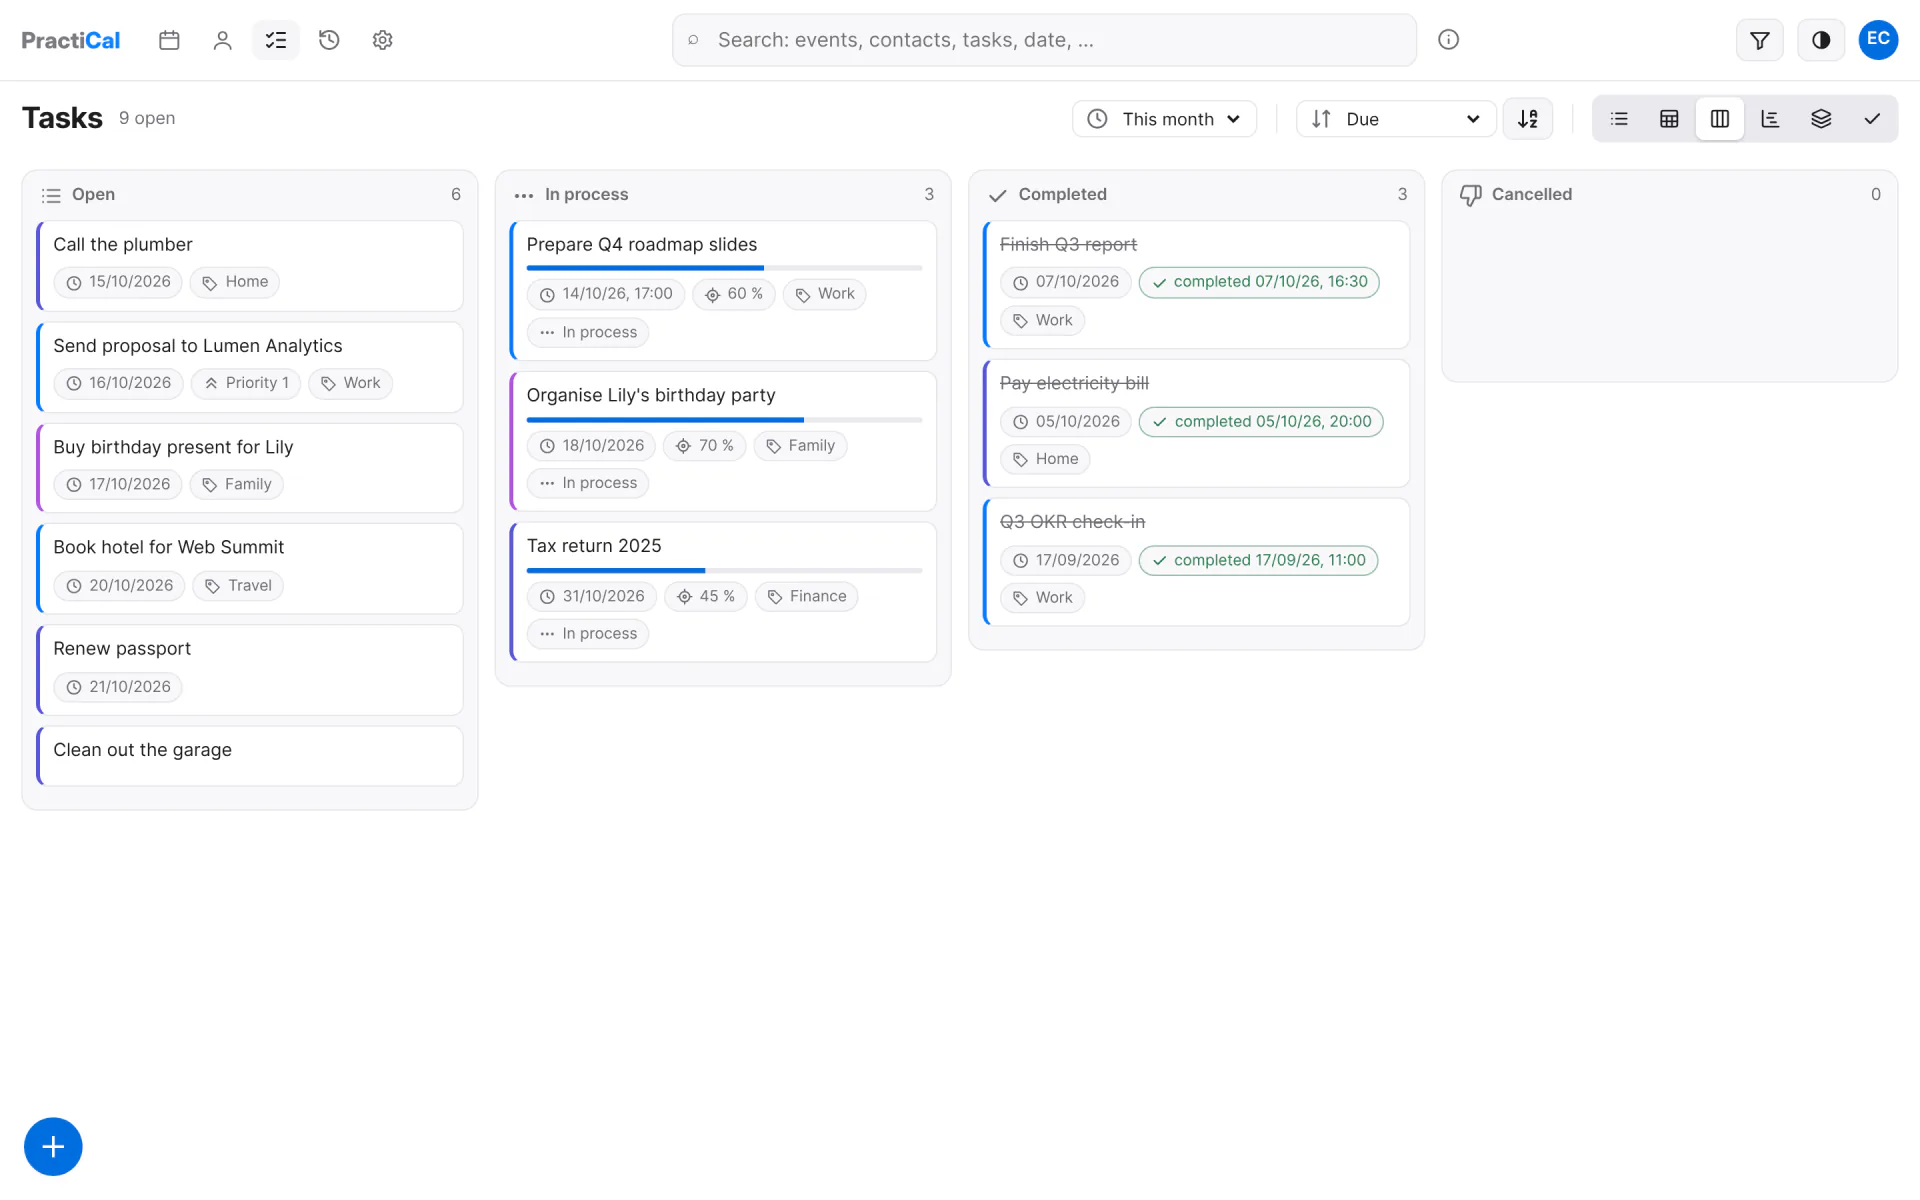 PractiCal
Search: events, contacts, tasks, date, ...
EC
Tasks
9 open
This month
Due
Open
6
Call the plumber
15/10/2026
Home
Send proposal to Lumen Analytics
16/10/2026
Priority 1
Work
Buy birthday present for Lily
17/10/2026
Family
Book hotel for Web Summit
20/10/2026
Travel
Renew passport
21/10/2026
Clean out the garage
In process
3
Prepare Q4 roadmap slides
14/10/26, 17:00
60 %
Work
In process
Organise Lily's birthday party
18/10/2026
70 %
Family
In process
Tax return 2025
31/10/2026
45 %
Finance
In process
Completed
3
Finish Q3 report
07/10/2026
completed 07/10/26, 16:30
Work
Pay electricity bill
05/10/2026
completed 05/10/26, 20:00
Home
Q3 OKR check-in
17/09/2026
completed 17/09/26, 11:00
Work
Cancelled
0